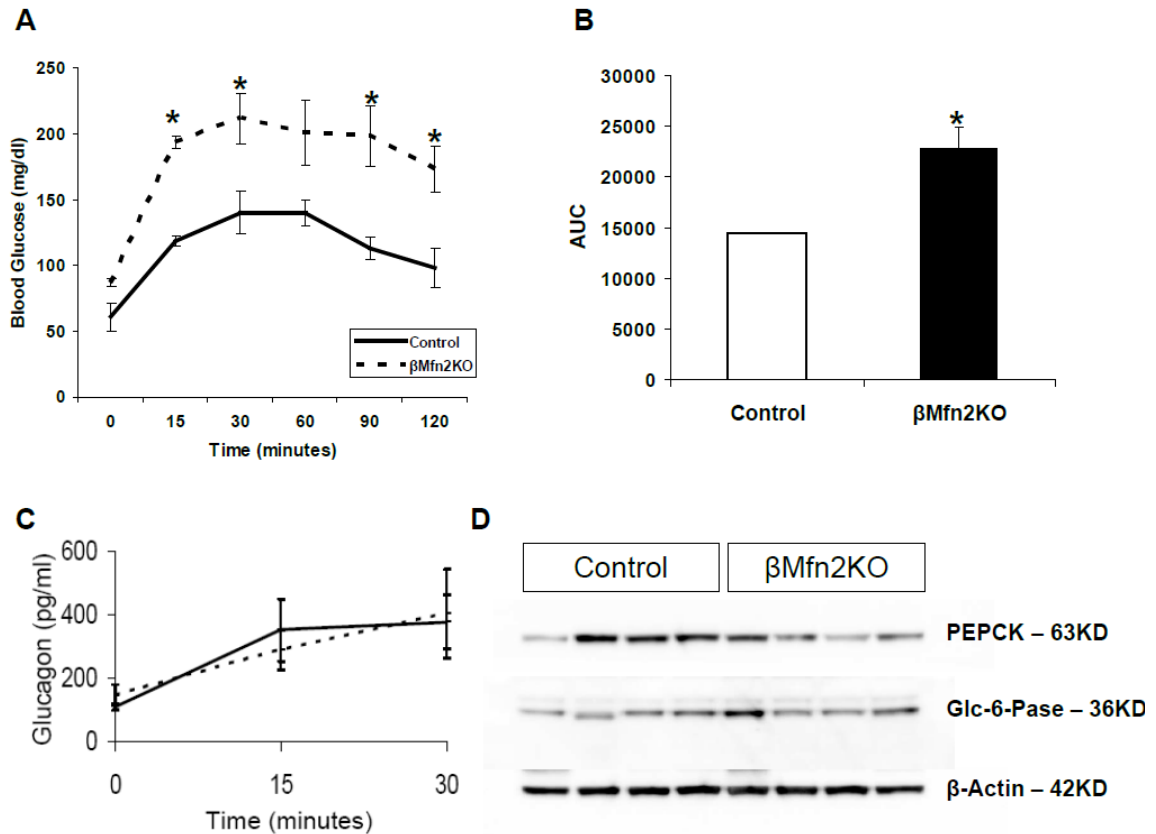 A
250
200
150
100
50
0
Blood Glucose (mg/dl)
* * * *
Control
βMfn2KO
0 15 30 60 90 120
Time (minutes)
B
30000
25000
20000
15000
10000
5000
0
AUC
*
Control βMfn2KO
C
600
400
200
0
Glucagon (pg/ml)
0 15 30
Time (minutes)
D
Control βMfn2KO
PEPCK – 63KD
Glc-6-Pase – 36KD
β-Actin – 42KD